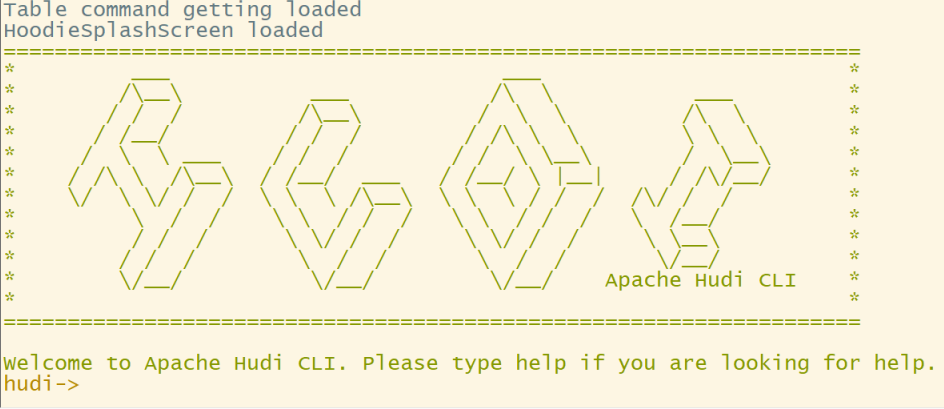 Table command getting loaded
HoodieSplashScreen loaded
Apache Hudi CLI
Welcome to Apache Hudi CLI. Please type help if you are looking for help.
hudi->